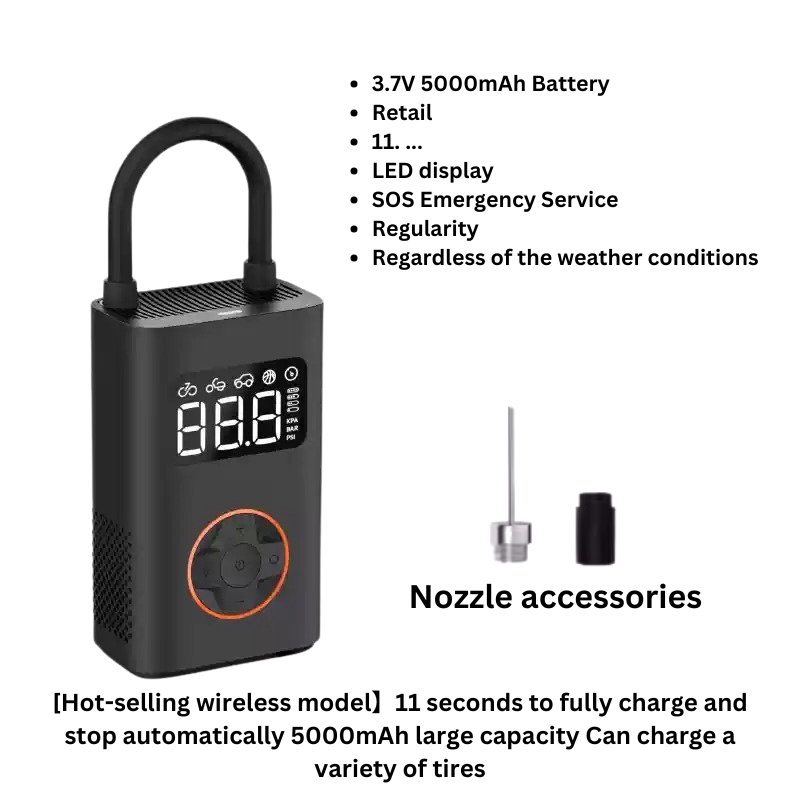 • 3.7V 5000mAh Battery
• Retail
• 11. ...
• LED display
• SOS Emergency Service
• Regularity
• Regardless of the weather conditions
88.8
KPA
BAR
PSI
Nozzle accessories
[Hot-selling wireless model】11 seconds to fully charge and
stop automatically 5000mAh large capacity Can charge a
variety of tires